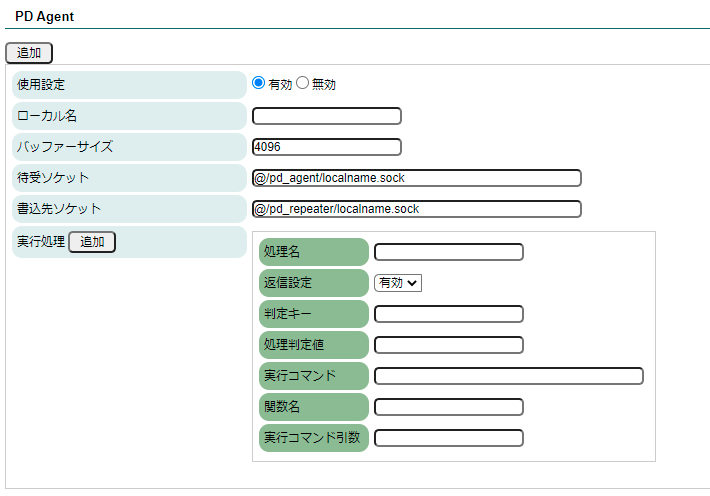 PD Agent
追加
使用設定 有効 無効
ローカル名
バッファーサイズ 4096
待受ソケット @/pd_agent/localname.sock
書込先ソケット @/pd_repeater/localname.sock
実行処理 追加
処理名
返信設定 有効
判定キー
処理判定値
実行コマンド
関数名
実行コマンド引数